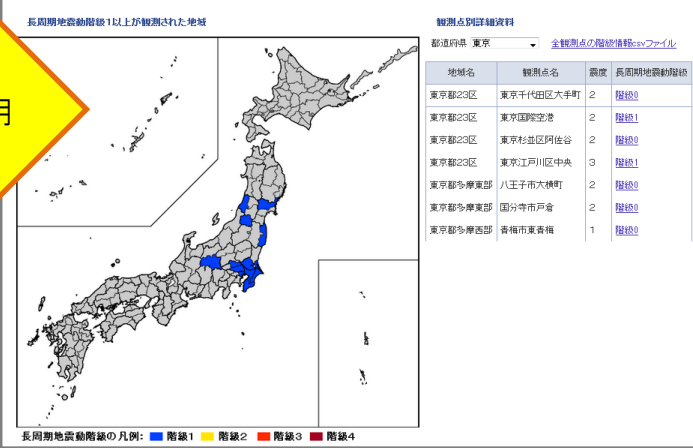 期
長周期地震動階級1以上が観測された地域
観測点別詳細資料
都道府県 東京 全観測点の階級情報csvファイル
地域名 観測点名 震度 長周期地震動階級
東京都23区 東京千代田区大手町 2 階級0
東京都23区 東京国際空港 2 階級1
東京都23区 東京杉並区阿佐谷 2 階級0
東京都23区 東京江戸川区中央 3 階級1
東京都多摩東部 八王子市大横町 2 階級0
東京都多摩東部 国分寺市戸倉 2 階級0
東京都多摩西部 青梅市東青梅 1 階級0
長周期地震動階級の凡例: 階級1 階級2 階級3 階級4